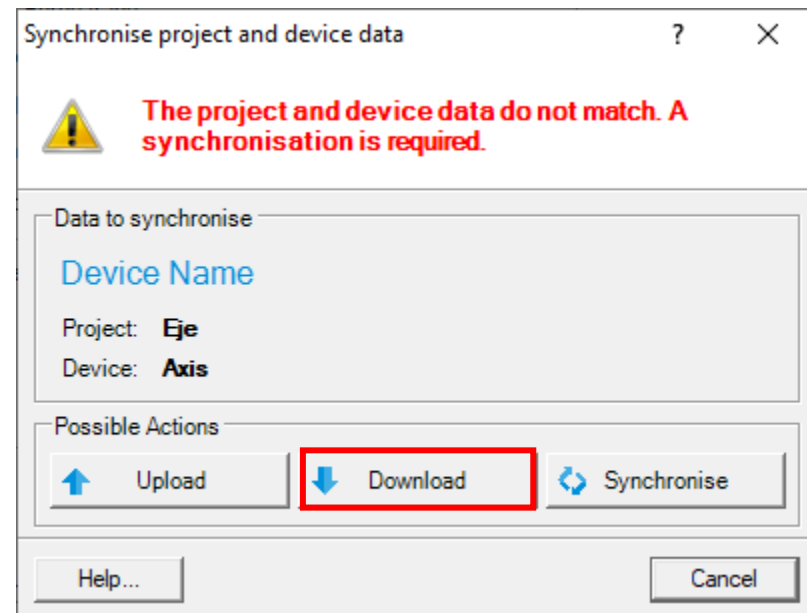 Synchronise project and device data ?
The project and device data do not match. A
synchronisation is required.
Data to synchronise
Device Name
Project: Eje
Device: Axis
Possible Actions
Upload Download Synchronise
Help... Cancel